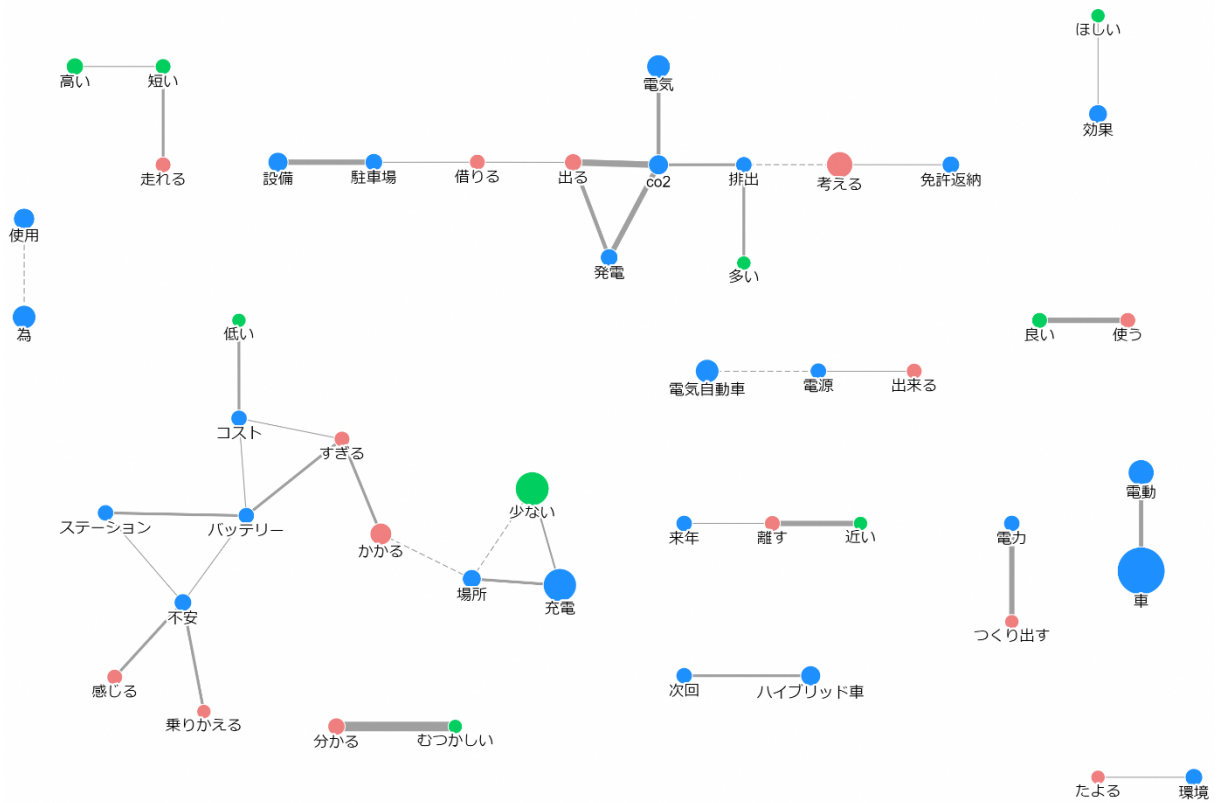 ほしい
高い
短い
電気
効果
走れる
設備
駐車場
借りる
出る
co2
排出
考える
免許返納
使用
発電
多い
為
低い
良い
使う
電気自動車
電源
出来る
コスト
すぎる
電動
少ない
ステーション
バッテリー
かかる
来年
離す
近い
電力
場所
充電
車
不安
つくり出す
感じる
次回
ハイブリッド車
乗りかえる
分かる
むつかしい
たよる
環境